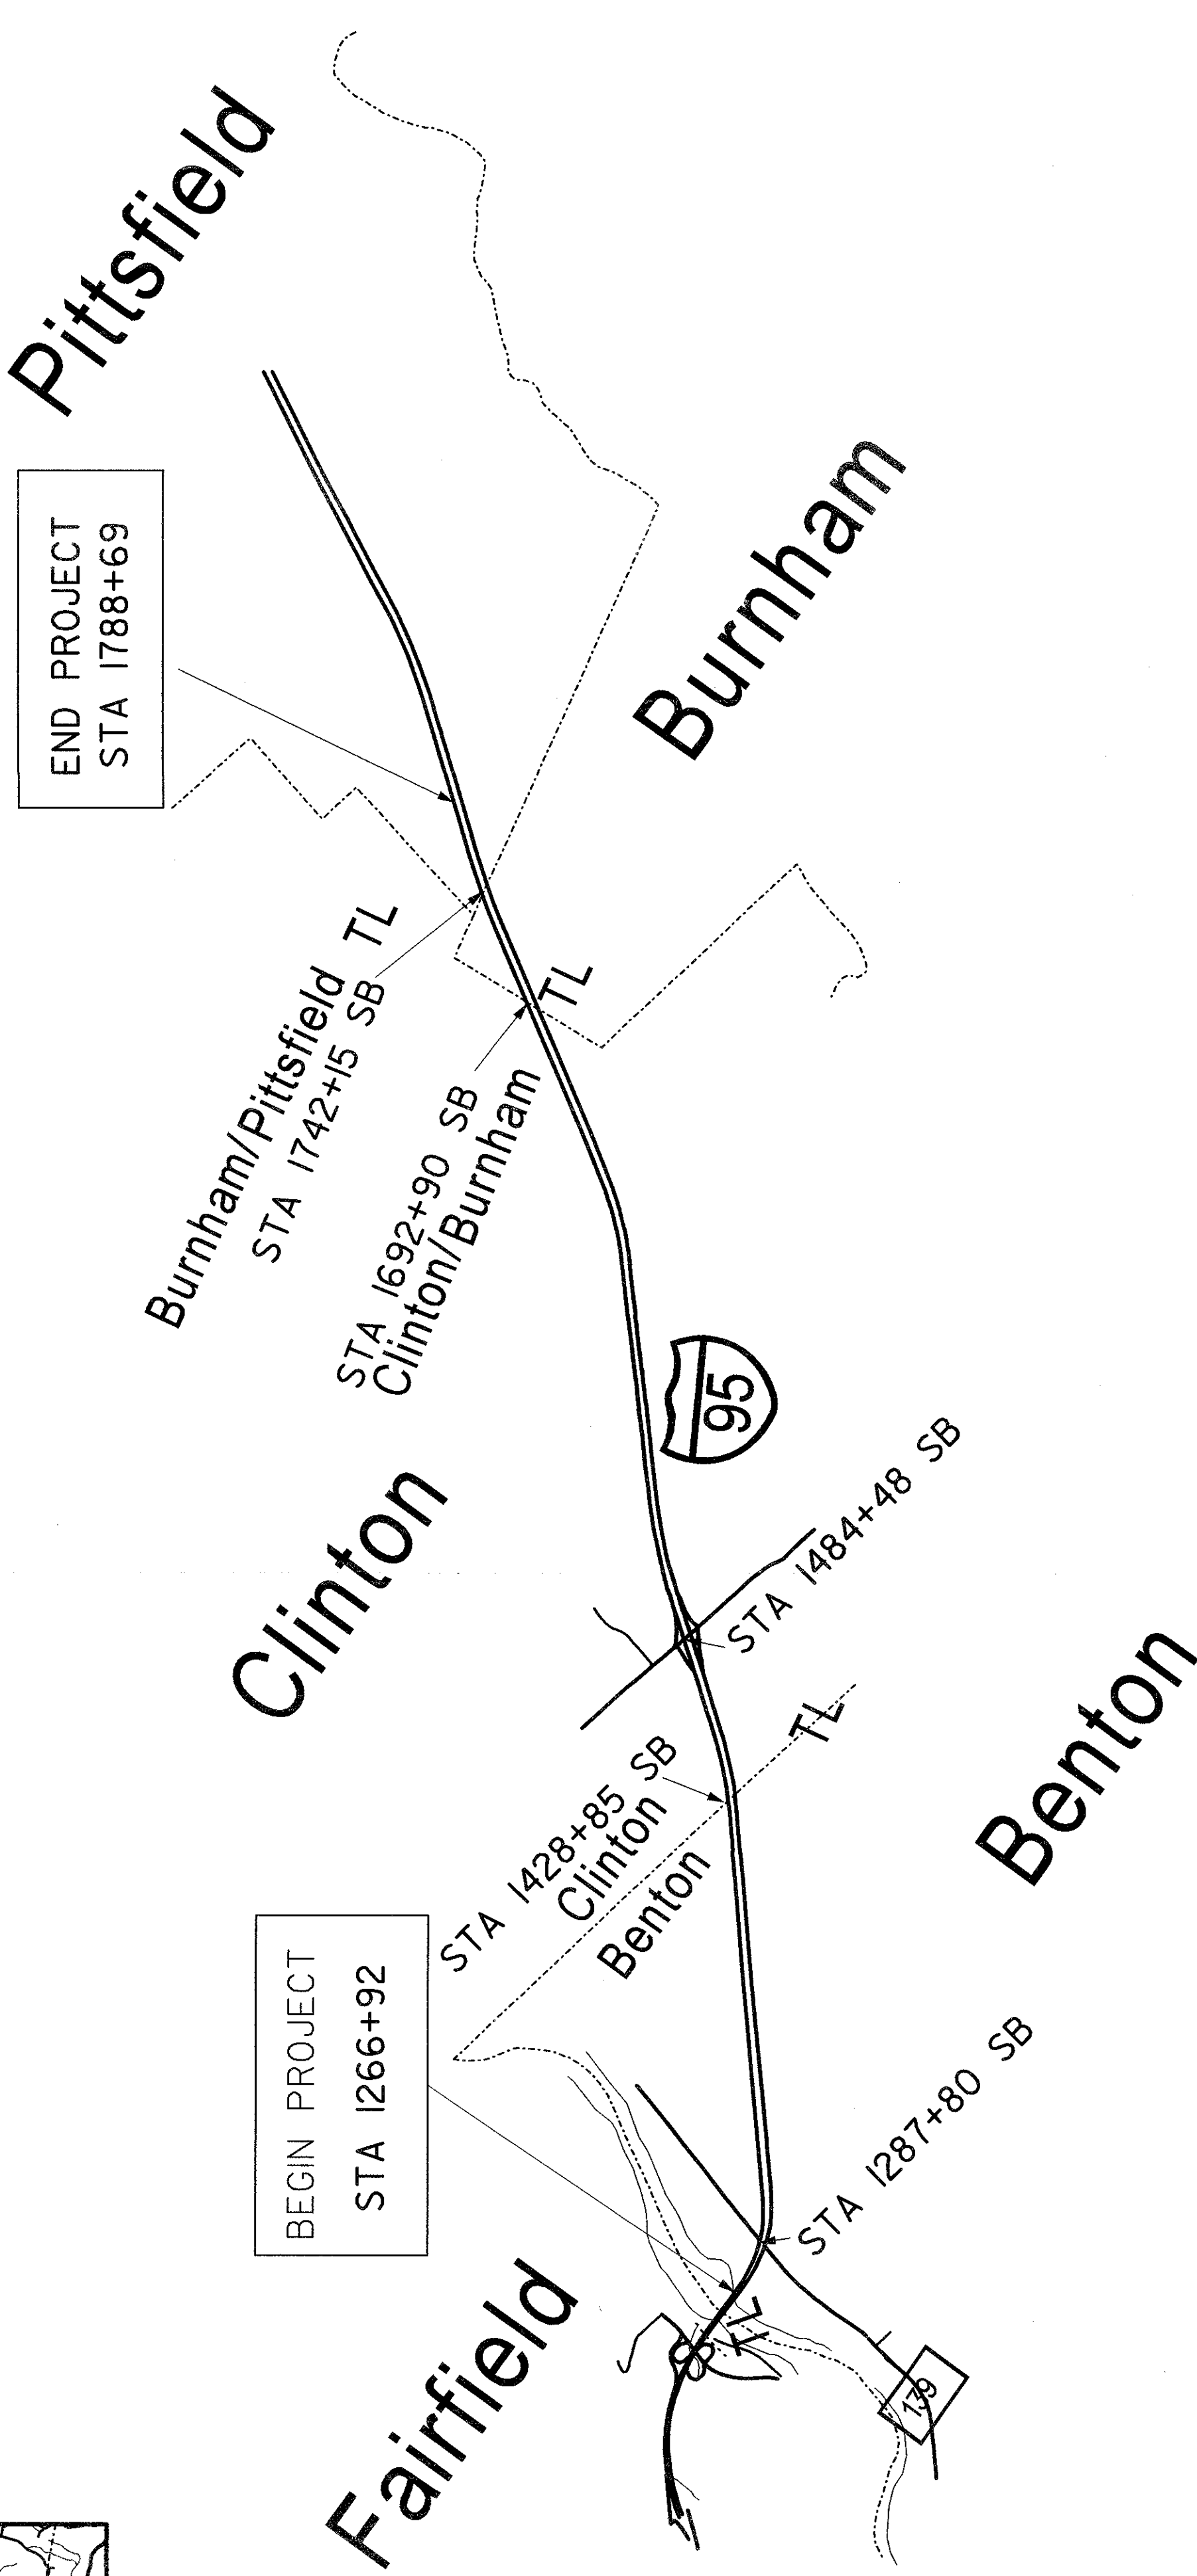 Pittsfield
END PROJECT
STA 1788+69
Burnham
Burnham/Pittsfield TL
STA 1742+15 SB
STA 1692+90 SB
Clinton/Burnham TL
95
Clinton
STA 1484+48 SB
STA 1428+85 SB
Clinton
Benton
TL
Benton
BEGIN PROJECT
STA 1266+92
STA 1287+80 SB
TL
Fairfield
139